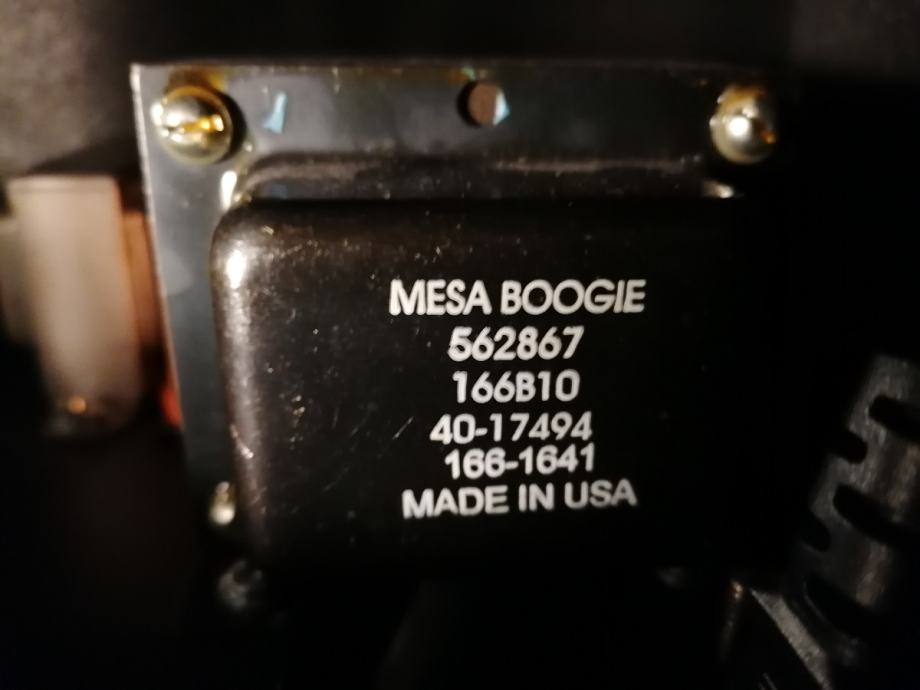 MESA BOOGIE
562867
166B10
40-17494
166-1641
MADE IN USA